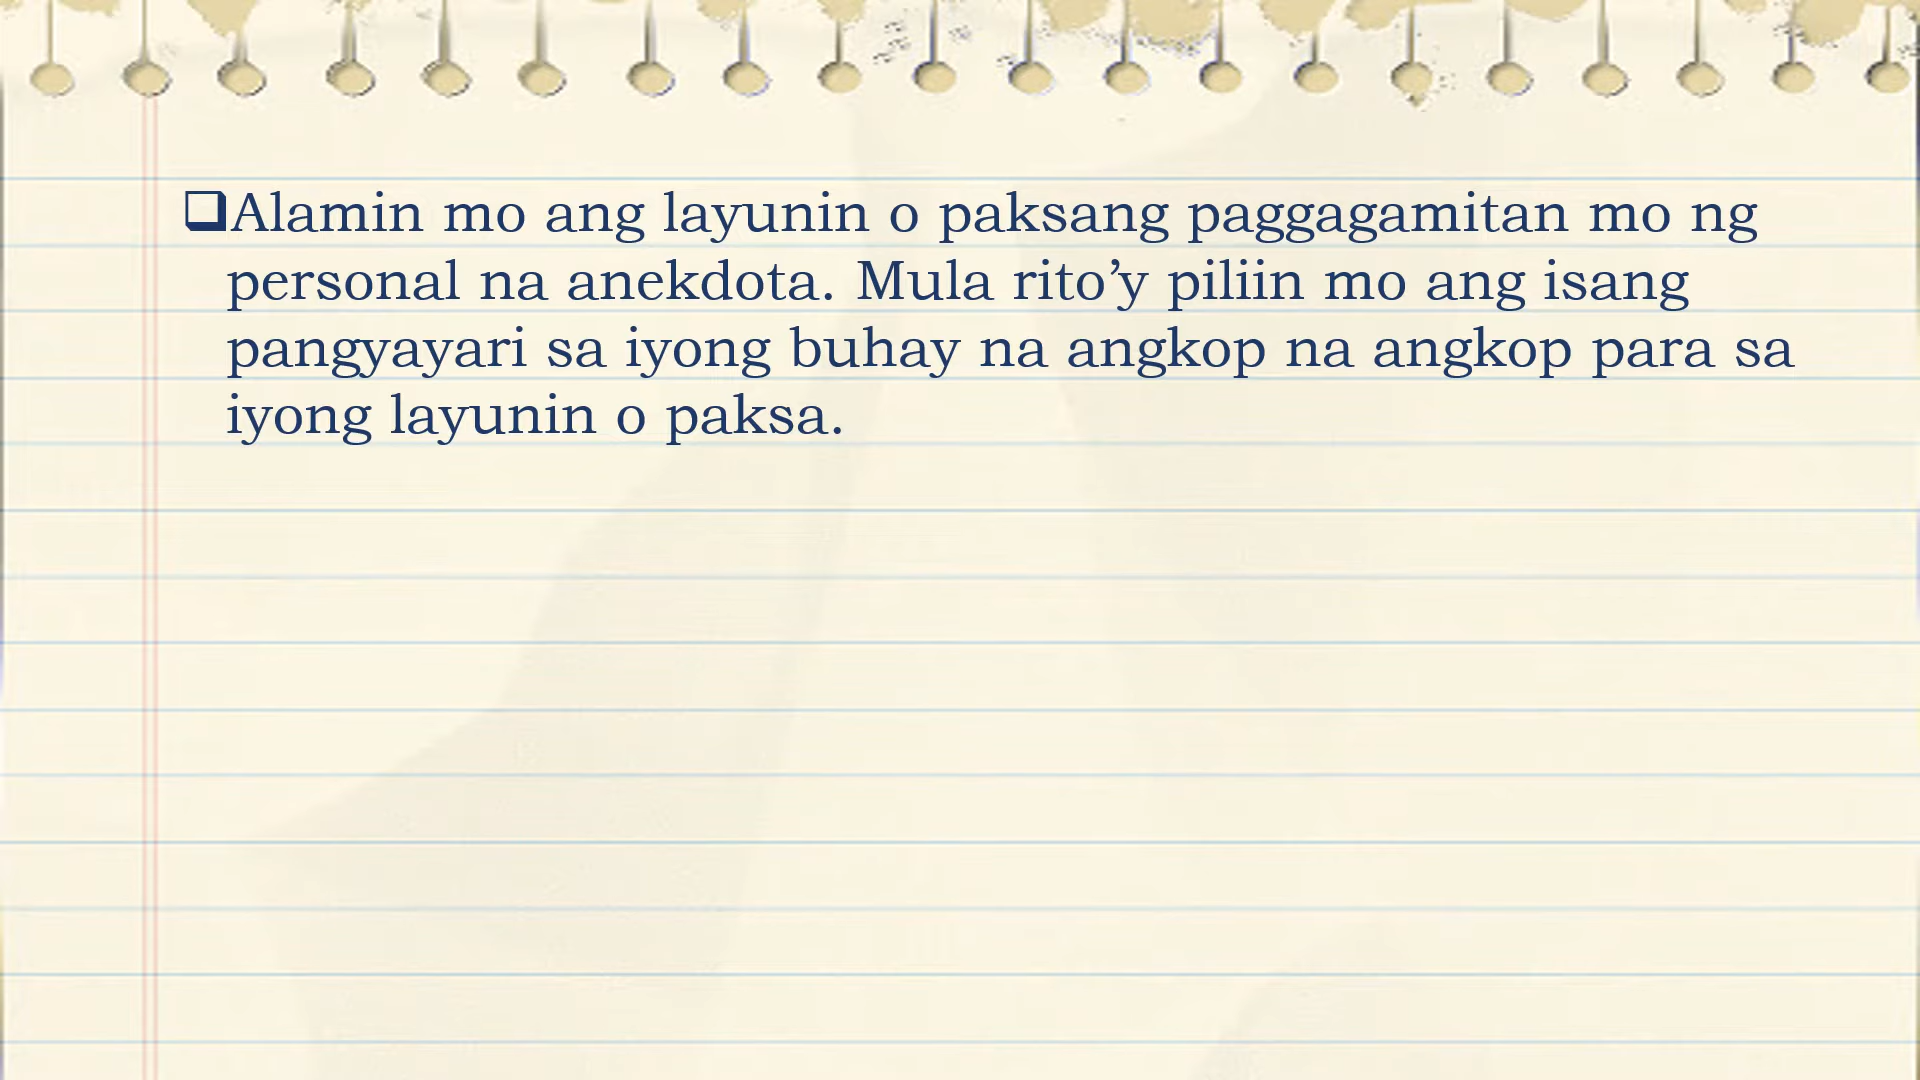 ❑Alamin mo ang layunin o paksang paggagamitan mo ng
personal na anekdota. Mula rito’y piliin mo ang isang
pangyayari sa iyong buhay na angkop na angkop para sa
iyong layunin o paksa.